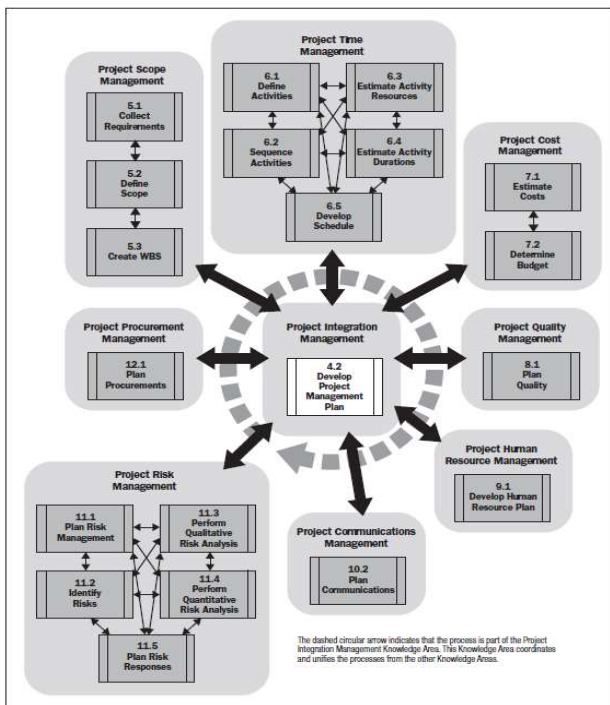 Project Time
Management
6.1
Define
Activities
6.3
Estimate Activity
Resources
6.2
Sequence
Activities
6.4
Estimate Activity
Durations
6.5
Develop
Schedule
Project Scope
Management
5.1
Collect
Requirements
5.2
Define
Scope
5.3
Create WBS
Project Cost
Management
7.1
Estimate
Costs
7.2
Determine
Budget
Project Procurement
Management
12.1
Plan
Procurements
Project Integration
Management
4.2
Develop
Project
Management
Plan
Project Quality
Management
8.1
Plan
Quality
Project Human
Resource Management
9.1
Develop Human
Resource Plan
Project Risk
Management
11.1
Plan Risk
Management
11.3
Perform
Qualitative
Risk Analysis
11.2
Identify
Risks
11.4
Perform
Quantitative
Risk Analysis
11.5
Plan Risk
Responses
Project Communications
Management
10.2
Plan
Communications
The dashed circular arrow indicates that the process is part of the Project
Integration Management Knowledge Area. This Knowledge Area coordinates
and unifies the processes from the other Knowledge Areas.